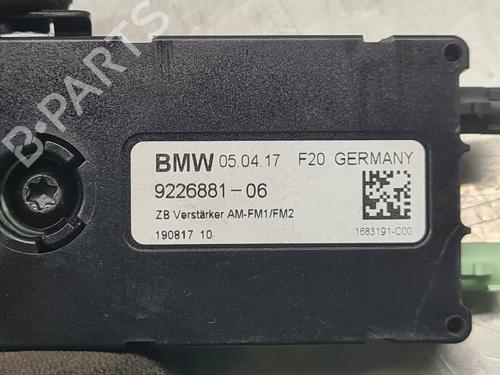 B-PARTS
BMW 05.04.17 F20 GERMANY
9226881-06
ZB Verstärker AM-FM1/FM2
190817 10
1683191-C00